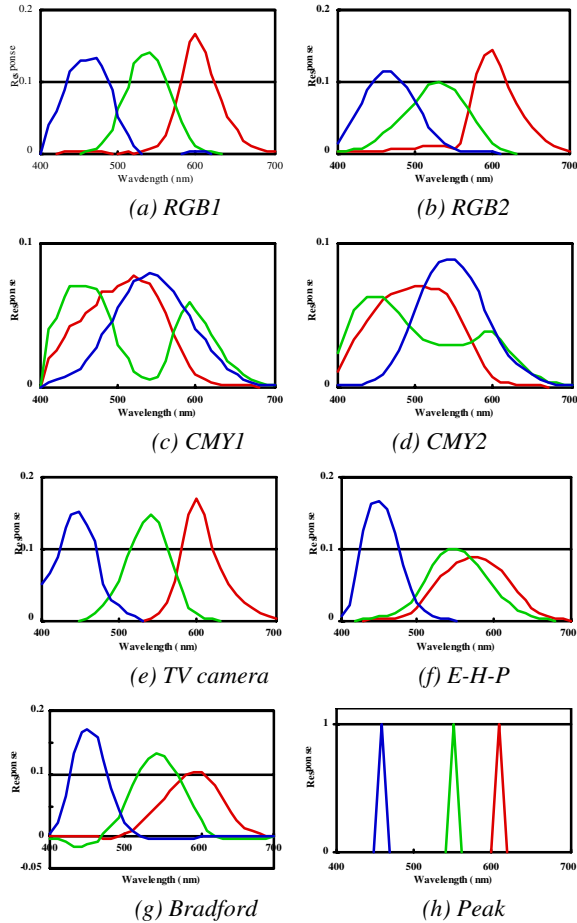 0.2
0.1
0
Response
400 500 600 700
Wavelength ( nm)
(a) RGB1
0.2
0.1
0
Response
400 500 600 700
Wavelength ( nm)
(b) RGB2
0.1
0
Response
400 500 600 700
Wavelength ( nm)
(c) CMY1
0.1
0
Response
400 500 600 700
Wavelength ( nm)
(d) CMY2
0.2
0.1
0
Response
400 500 600 700
Wavelength ( nm)
(e) TV camera
0.2
0.1
0
Response
400 500 600 700
Wavelength ( nm)
(f) E-H-P
0.2
0.1
0
-0.05
Response
400 500 600 700
Wavelength ( nm)
(g) Bradford
1
0
Response
400 500 600 700
Wavelength ( nm)
(h) Peak